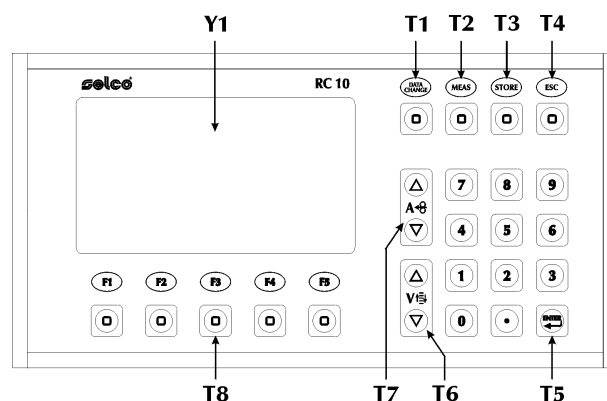 Y1 T1 T2 T3 T4
selco RC 10 DATA CHANGE MEAS STORE ESC
7 8 9
A
4 5 6
F1 F2 F3 F4 F5 1 2 3
V
0 . ENTER
T8 T7 T6 T5